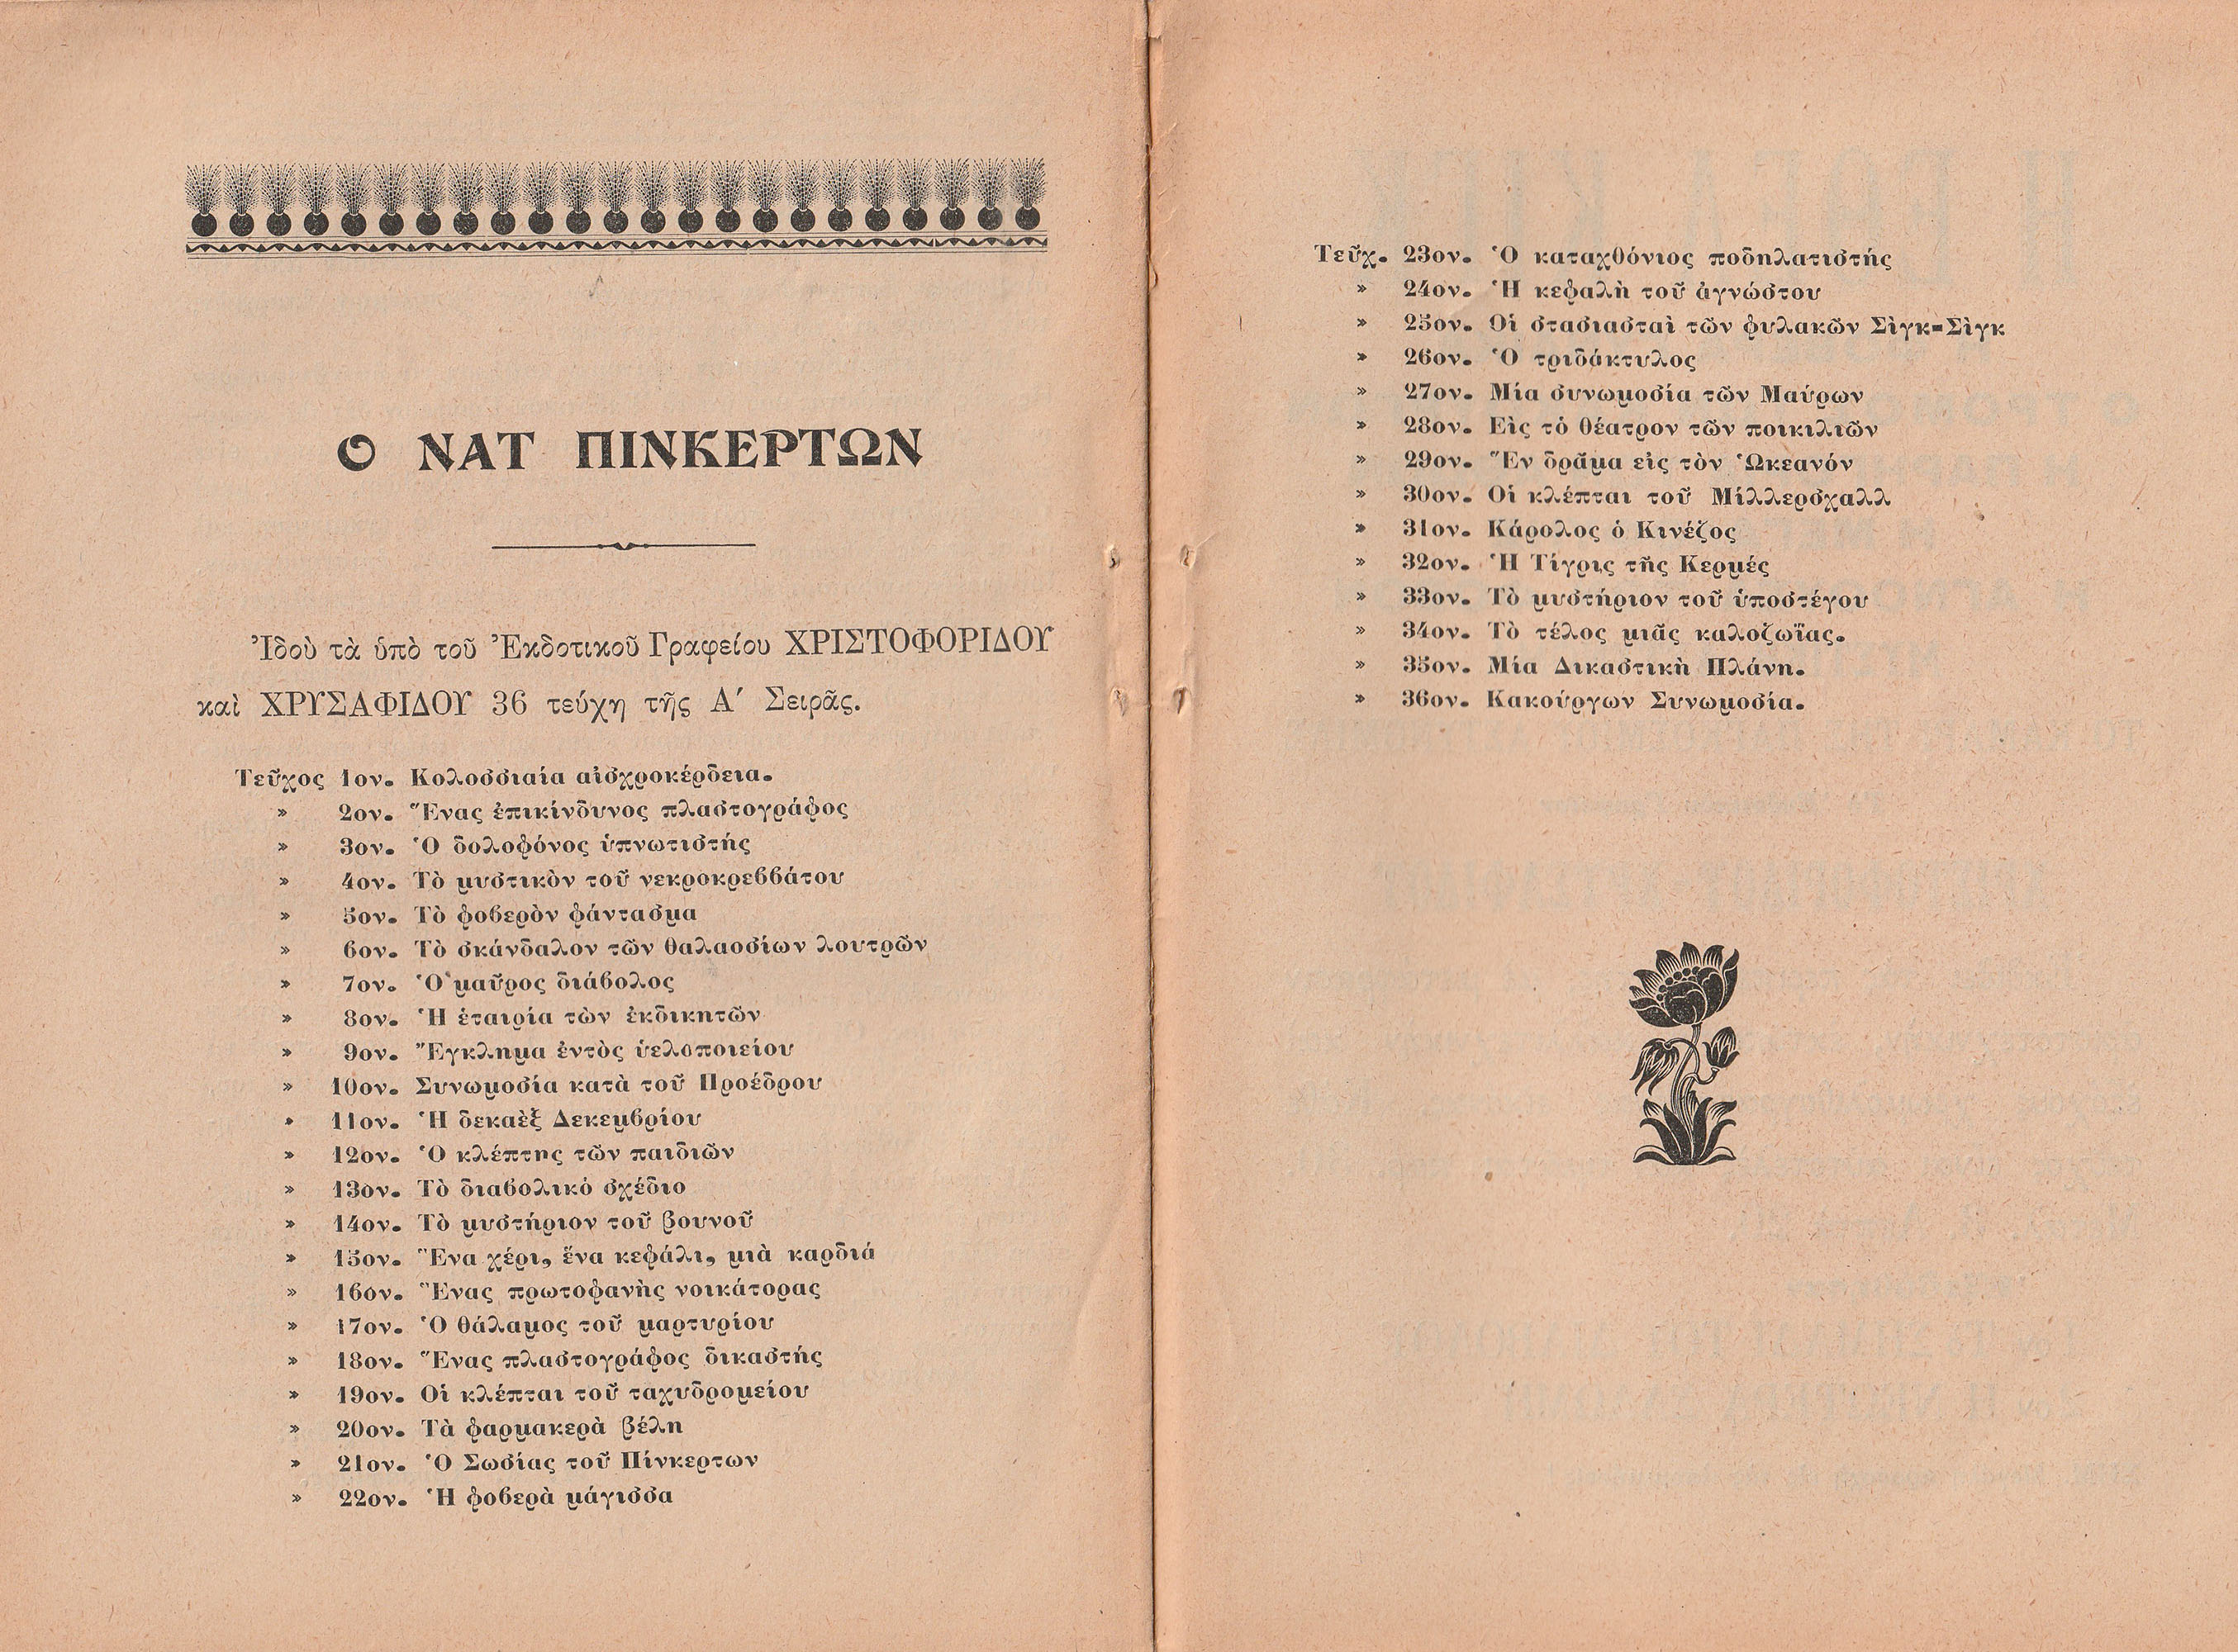 Ο ΝΑΤ ΠΙΝΚΕΡΤΩΝ
Ἰδοὺ τὰ ὑπὸ τοῦ Ἐκδοτικοῦ Γραφείου ΧΡΙΣΤΟΦΟΡΙΔΟΥ
καὶ ΧΡΥΣΑΦΙΔΟΥ 36 τεύχη τῆς Α′ Σειρᾶς.
Τεῦχος 1ον. Κολοσσιαία αἰσχροκέρδεια.
» 2ον. Ἕνας ἐπικίνδυνος πλαστογράφος
» 3ον. Ὁ δολοφόνος ὑπνωτιστής
» 4ον. Τὸ μυστικὸν τοῦ νεκροκρεββάτου
» 5ον. Τὸ φοβερὸν φάντασμα
» 6ον. Τὸ σκάνδαλον τῶν θαλαοσίων λουτρῶν
» 7ον. Ὁ μαῦρος διάβολος
» 8ον. Ἡ ἑταιρία τὼν ἐκδικητῶν
» 9ον. Ἔγκλημα ἐντὸς ὑελοποιείου
» 10ον. Συνωμοσία κατὰ τοῦ Προέδρου
» 11ον. Ἡ δεκαὲξ Δεκεμβρίου
» 12ον. Ὁ κλέπτης τῶν παιδιῶν
» 13ον. Τὸ διαβολικό σχέδιο
» 14ον. Τὸ μυστήριον τοῦ βουνοῦ
» 15ον. Ἕνα χέρι, ἕνα κεφάλι, μιὰ καρδιά
» 16ον. Ἕνας πρωτοφανὴς νοικάτορας
» 17ον. Ὁ θάλαμος τοῦ μαρτυρίου
» 18ον. Ἕνας πλαστογράφος δικαστής
» 19ον. Οἱ κλέπται τοῦ ταχυδρομείου
» 20ον. Τὰ φαρμακερὰ βέλη
» 21ον. Ὁ Σωσίας τοῦ Πίνκερτων
» 22ον. Ἡ φοβερὰ μάγισσα
Τεῦχ. 23ον. Ὁ καταχθόνιος ποδηλατιστής
» 24ον. Ἡ κεφαλὴ τοῦ ἀγνώστου
» 25ον. Οἱ στασιασταὶ τῶν φυλακῶν Σὶγκ-Σὶγκ
» 26ον. Ὁ τριδάκτυλος
» 27ον. Μία συνωμοσία τῶν Μαύρων
» 28ον. Εἰς τὸ θέατρον τῶν ποικιλιῶν
» 29ον. Ἓν δρᾶμα εἰς τὸν Ὠκεανόν
» 30ον. Οἱ κλέπται τοῦ Μίλλερσχαλλ
» 31ον. Κάρολος ὁ Κινέζος
» 32ον. Ἡ Τίγρις τῆς Κερμές
» 33ον. Τὸ μυστήριον τοῦ ὑποστέγου
» 34ον. Τὸ τέλος μιᾶς καλοζωΐας.
» 35ον. Μία Δικαστικὴ Πλάνη.
» 36ον. Κακούργων Συνωμοσία.